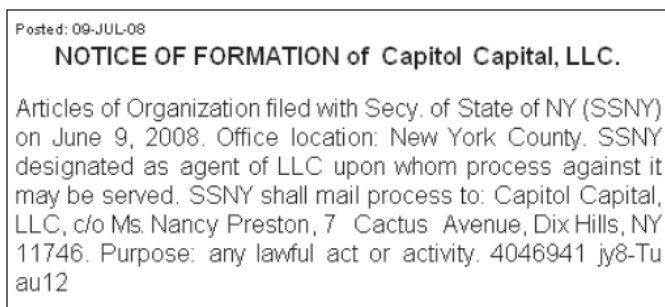 Posted: 09-JUL-08
NOTICE OF FORMATION of Capitol Capital, LLC.
Articles of Organization filed with Secy. of State of NY (SSNY)
on June 9, 2008. Office location: New York County. SSNY
designated as agent of LLC upon whom process against it
may be served. SSNY shall mail process to: Capitol Capital,
LLC, c/o Ms. Nancy Preston, 7 Cactus Avenue, Dix Hills, NY
11746. Purpose: any lawful act or activity. 4046941 jy8-Tu
au12